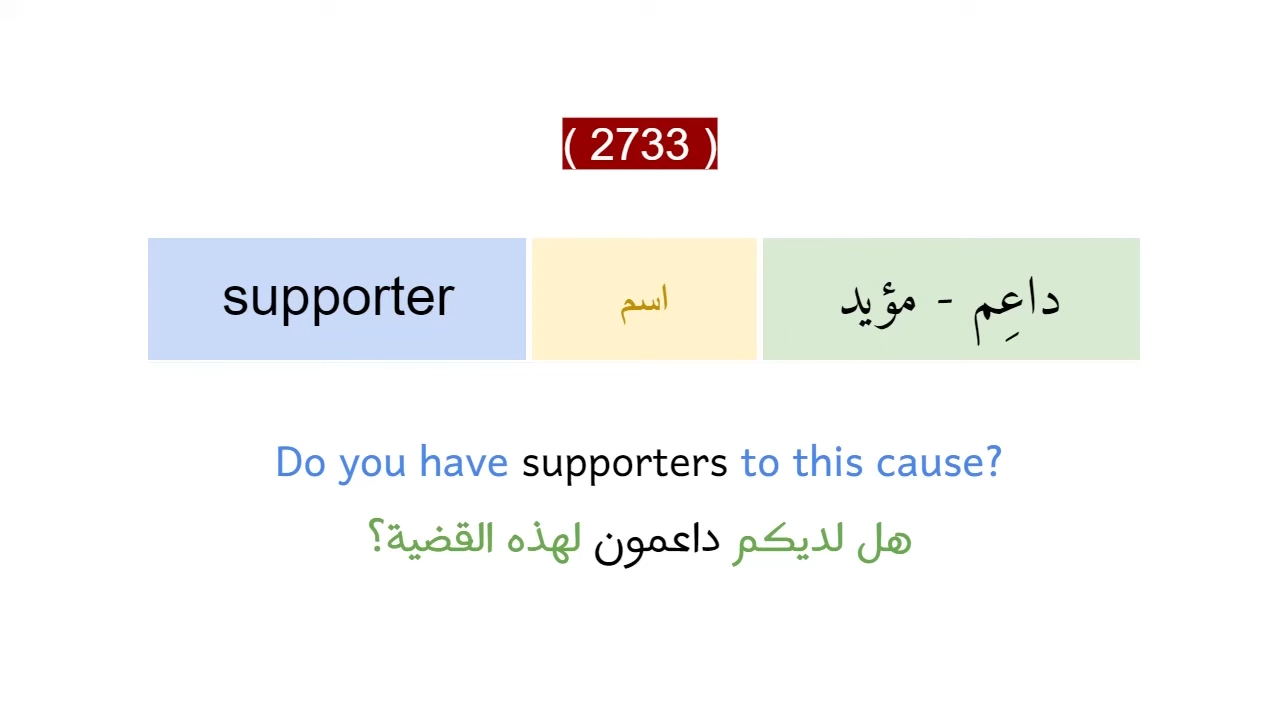 ( 2733 )
supporter اسم داعِم - مؤيد
Do you have supporters to this cause?
هل لديكم داعمون لهذه القضية؟